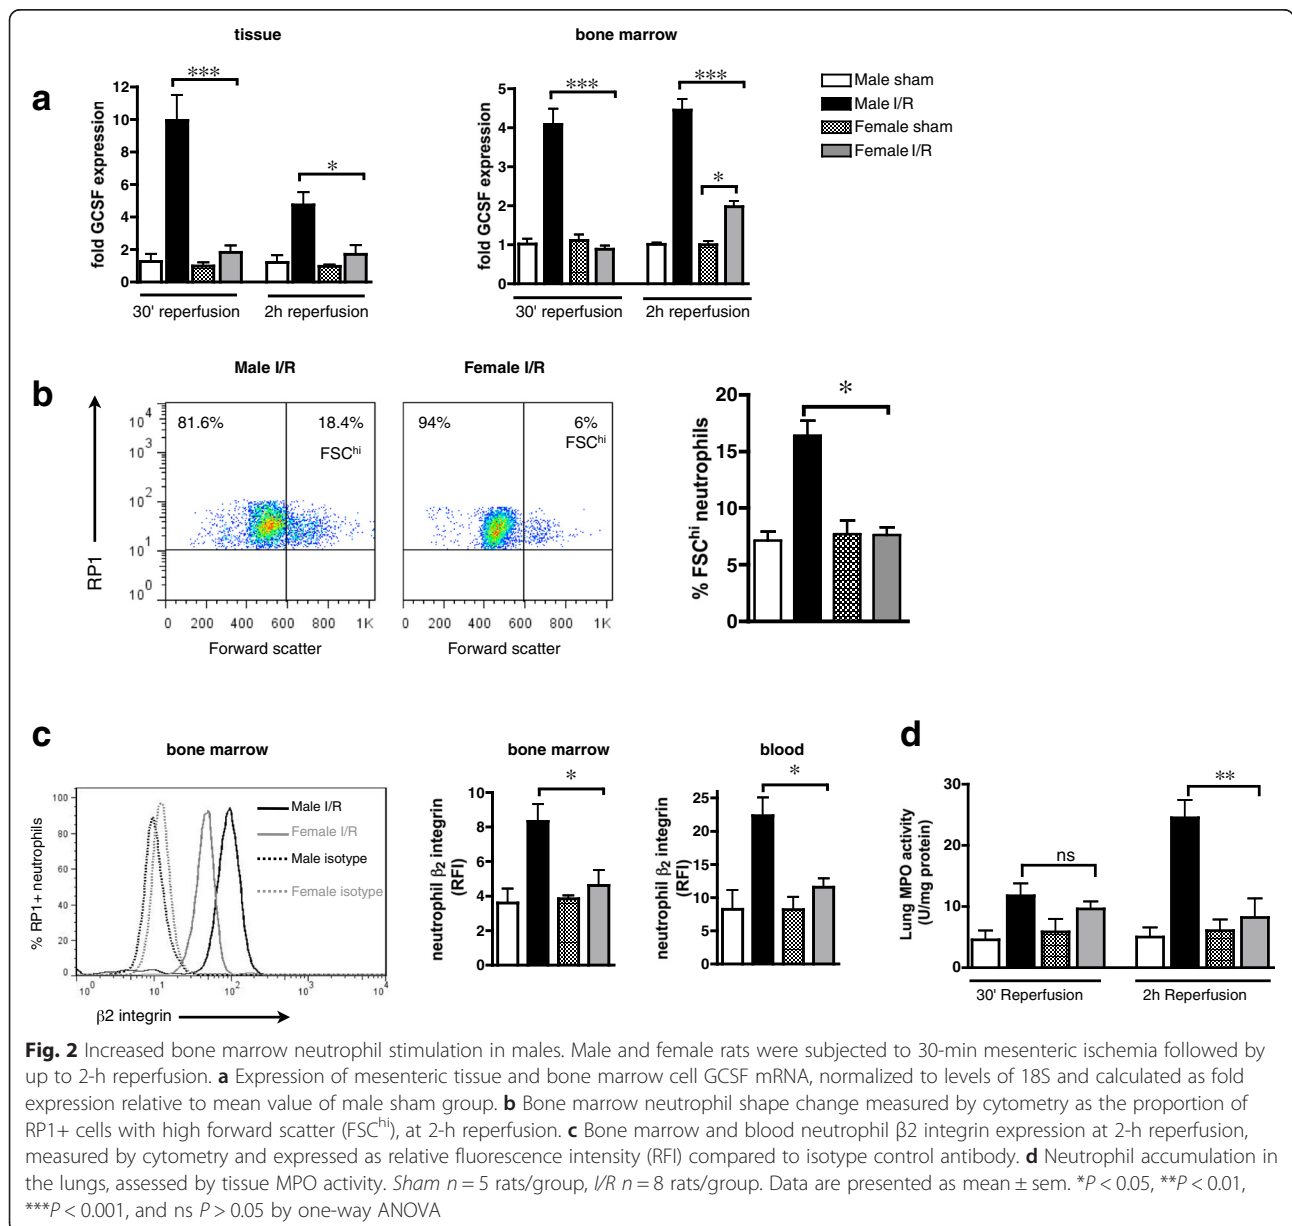 tissue
bone marrow
a
fold GCSF expression
12
10
8
6
4
2
0
***
*
30' reperfusion
2h reperfusion
fold GCSF expression
5
4
3
2
1
0
***
***
*
30' reperfusion
2h reperfusion
Male sham
Male I/R
Female sham
Female I/R
b
Male I/R
Female I/R
RP1
10^4
10^3
10^2
10^1
10^0
81.6%
18.4%
FSC^hi
94%
6%
FSC^hi
0 200 400 600 800 1K
0 200 400 600 800 1K
Forward scatter
Forward scatter
% FSC^hi neutrophils
20
15
10
5
0
*
c
bone marrow
% RP1+ neutrophils
100
80
60
40
20
0
Male I/R
Female I/R
Male isotype
Female isotype
10^0 10^1 10^2 10^3 10^4
β2 integrin
bone marrow
neutrophil β2 integrin
(RFI)
10
8
6
4
2
0
*
blood
neutrophil β2 integrin
(RFI)
25
20
15
10
5
0
*
d
Lung MPO activity
(U/mg protein)
30
20
10
0
ns
**
30' Reperfusion
2h Reperfusion
Fig. 2 Increased bone marrow neutrophil stimulation in males. Male and female rats were subjected to 30-min mesenteric ischemia followed by
up to 2-h reperfusion. a Expression of mesenteric tissue and bone marrow cell GCSF mRNA, normalized to levels of 18S and calculated as fold
expression relative to mean value of male sham group. b Bone marrow neutrophil shape change measured by cytometry as the proportion of
RP1+ cells with high forward scatter (FSC^hi), at 2-h reperfusion. c Bone marrow and blood neutrophil β2 integrin expression at 2-h reperfusion,
measured by cytometry and expressed as relative fluorescence intensity (RFI) compared to isotype control antibody. d Neutrophil accumulation in
the lungs, assessed by tissue MPO activity. Sham n = 5 rats/group, I/R n = 8 rats/group. Data are presented as mean ± sem. *P < 0.05, **P < 0.01,
***P < 0.001, and ns P > 0.05 by one-way ANOVA